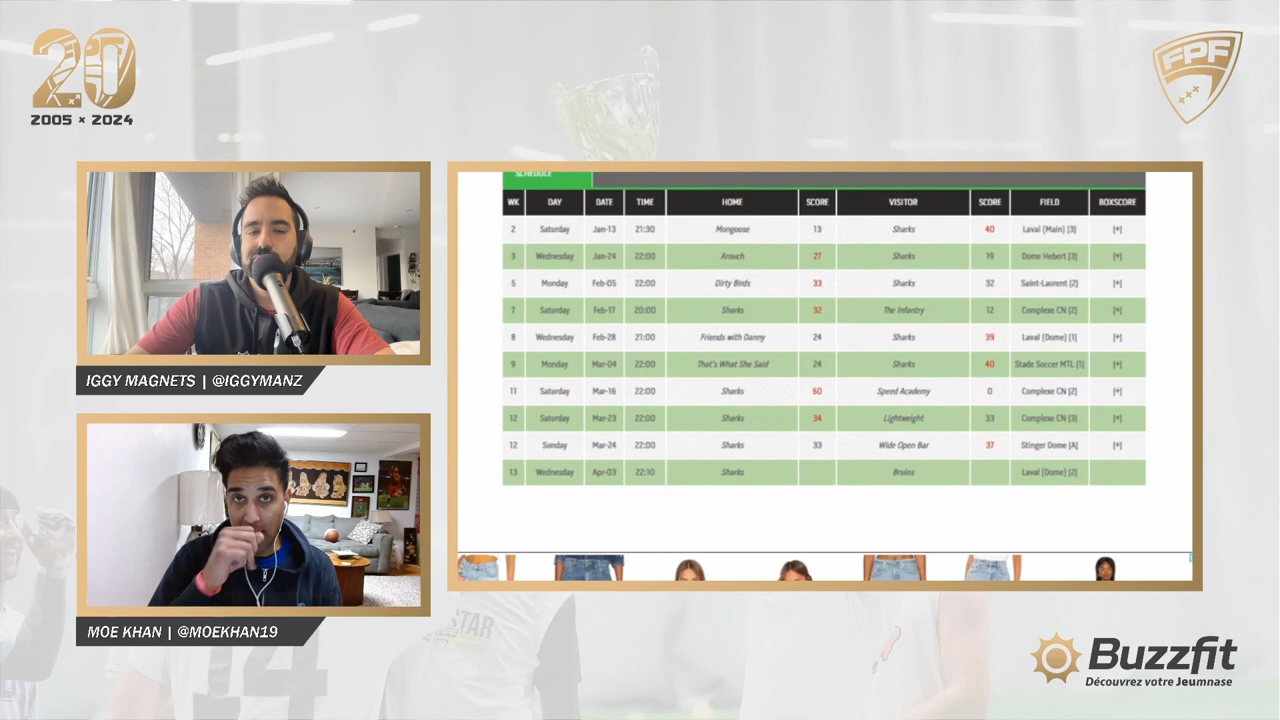 20
2005 × 2024
FPF
SCHEDULE
WK DAY DATE TIME HOME SCORE VISITOR SCORE FIELD BOXSCORE
2 Saturday Jan-13 21:30 Mongoose 13 Sharks 40 Laval (Main) [3] [+]
3 Wednesday Jan-24 22:00 Arouch 27 Sharks 19 Dome Hebert [3] [+]
5 Monday Feb-05 22:00 Dirty Birds 33 Sharks 32 Saint-Laurent [2] [+]
7 Saturday Feb-17 20:00 Sharks 32 The Infantry 12 Complexe CN [2] [+]
8 Wednesday Feb-28 21:00 Friends with Danny 24 Sharks 39 Laval (Dome) [1] [+]
9 Monday Mar-04 22:00 That's What She Said 24 Sharks 40 Stade Soccer MTL [1] [+]
11 Saturday Mar-16 22:00 Sharks 60 Speed Academy 0 Complexe CN [2] [+]
12 Saturday Mar-23 22:00 Sharks 34 Lightweight 33 Complexe CN [3] [+]
12 Sunday Mar-24 22:00 Sharks 33 Wide Open Bar 37 Stinger Dome [A] [+]
13 Wednesday Apr-03 22:10 Sharks Bruins Laval (Dome) [2]
IGGY MAGNETS | @IGGYMANZ
MOE KHAN | @MOEKHAN19
STAR
14
Buzzfit
Découvrez votre Jeumnase